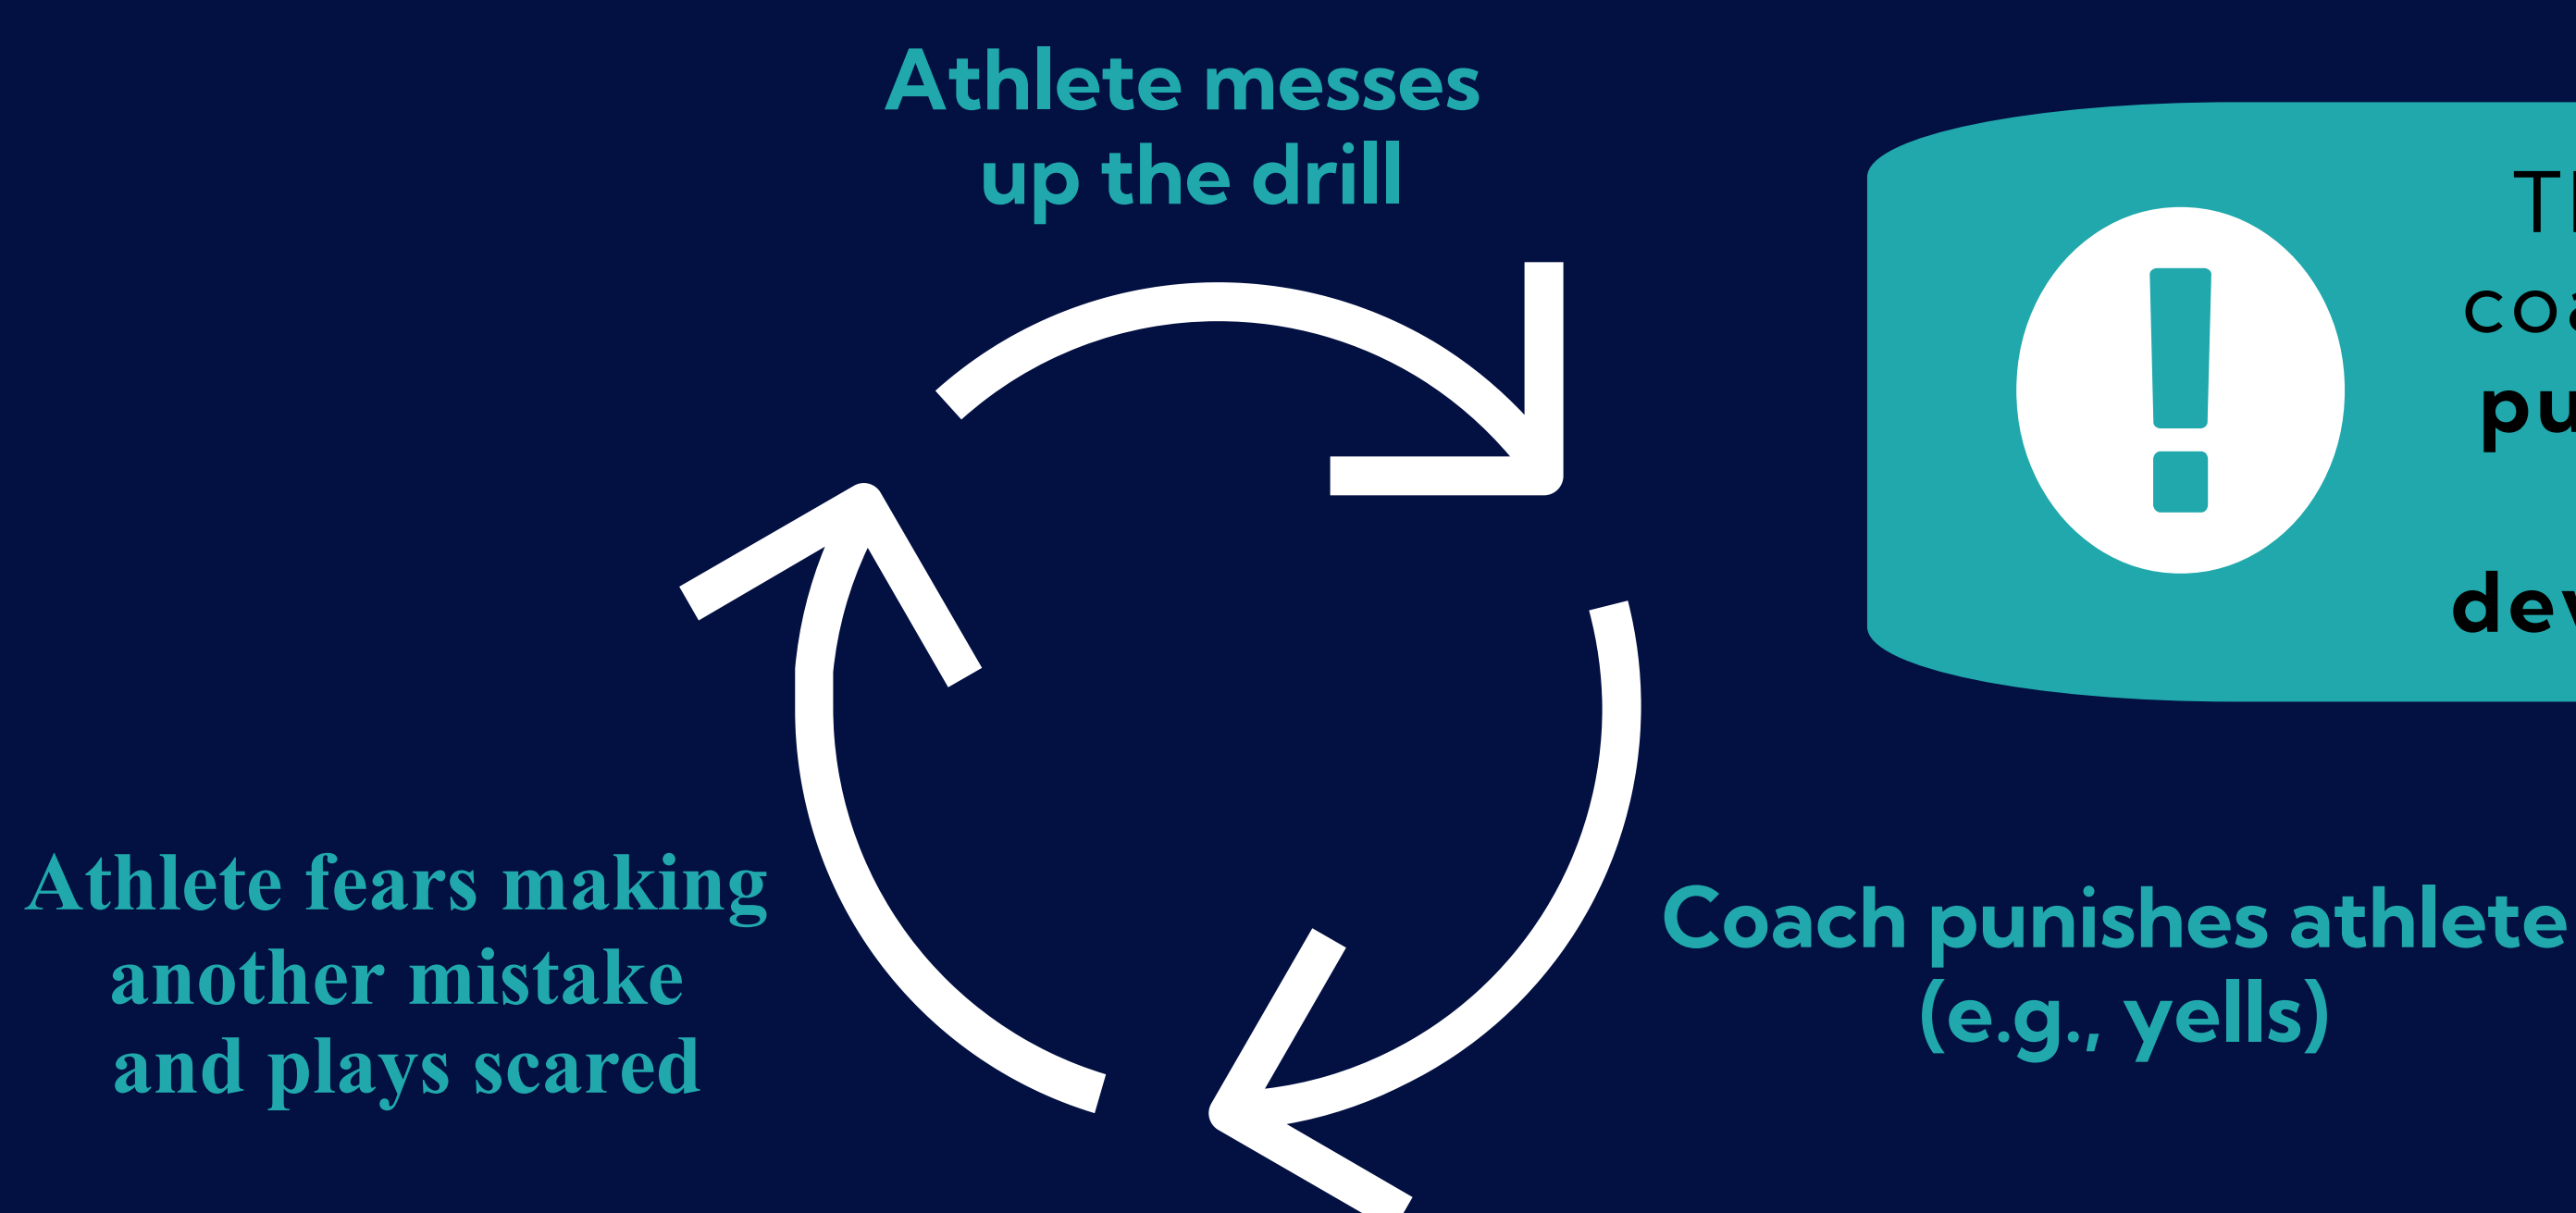 Athlete messes
up the drill
Athlete fears making
another mistake
and plays scared
Coach punishes athlete
(e.g., yells)